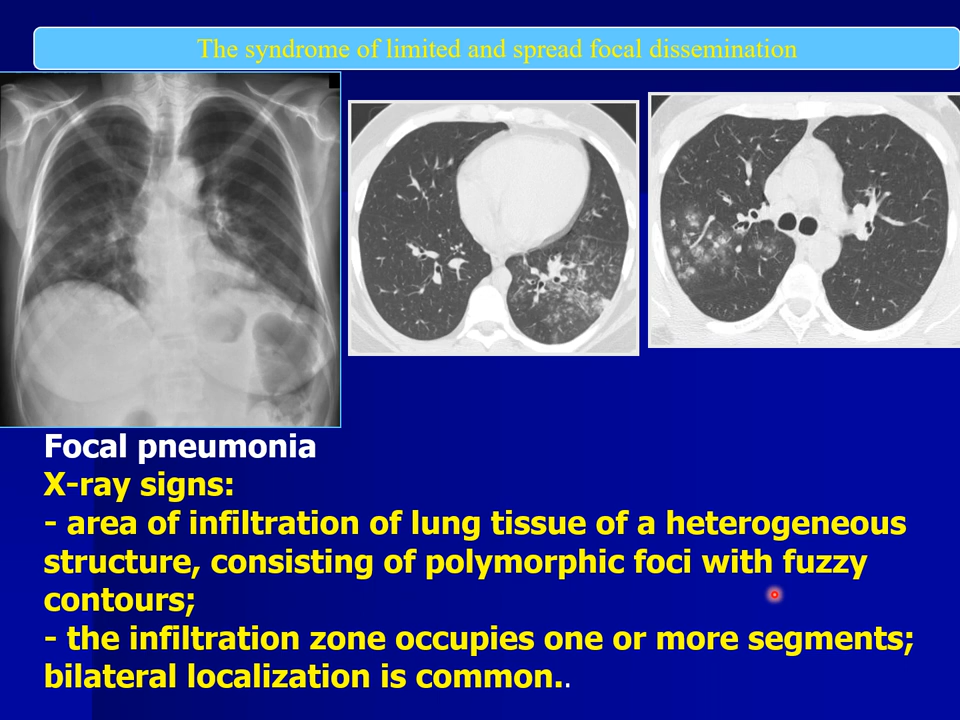 The syndrome of limited and spread focal dissemination
Focal pneumonia
X-ray signs:
- area of infiltration of lung tissue of a heterogeneous
structure, consisting of polymorphic foci with fuzzy
contours;
- the infiltration zone occupies one or more segments;
bilateral localization is common..